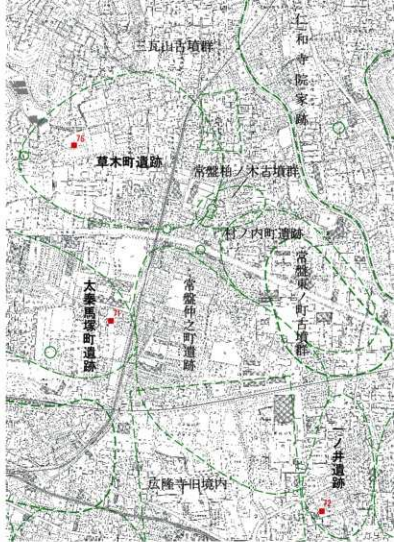 三瓦山古墳群
仁和寺院家跡
76
草木町遺跡
常盤柏ノ木古墳群
村ノ内町遺跡
常盤東ノ町古墳群
常盤仲之町遺跡
太秦馬塚町遺跡
71
一ノ井遺跡
広隆寺旧境内
72